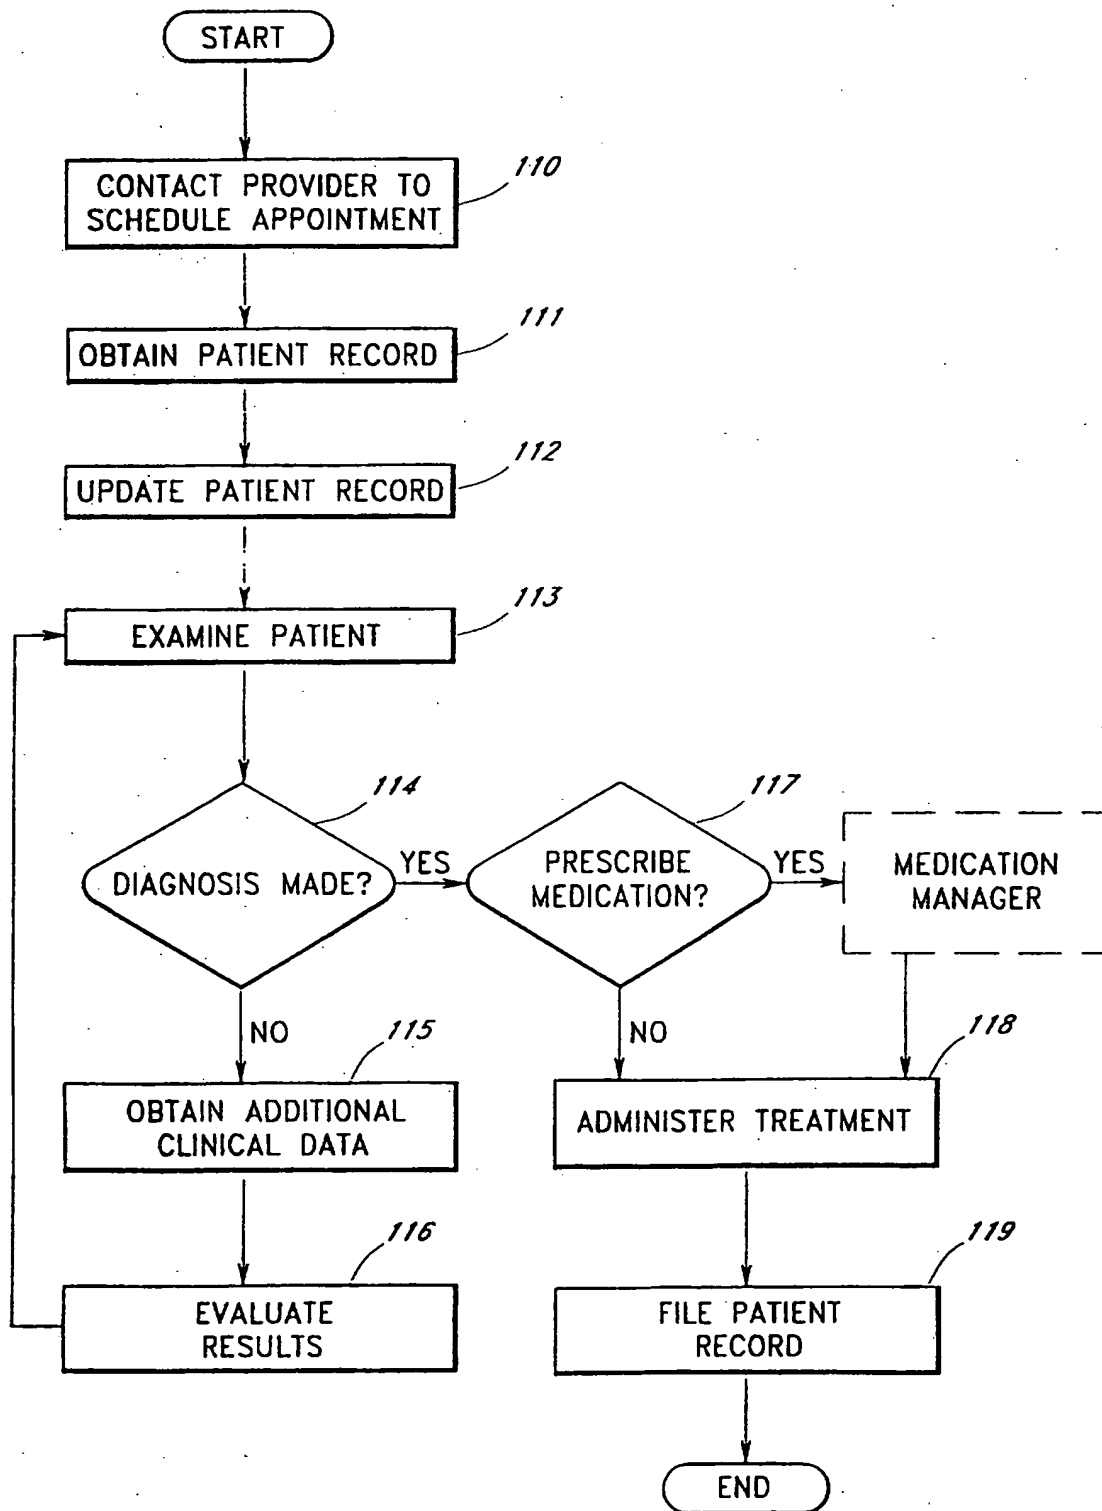 START
110
CONTACT PROVIDER TO
SCHEDULE APPOINTMENT
111
OBTAIN PATIENT RECORD
112
UPDATE PATIENT RECORD
113
EXAMINE PATIENT
114
DIAGNOSIS MADE?
YES
117
PRESCRIBE
MEDICATION?
YES
MEDICATION
MANAGER
NO
115
OBTAIN ADDITIONAL
CLINICAL DATA
NO
118
ADMINISTER TREATMENT
116
EVALUATE
RESULTS
119
FILE PATIENT
RECORD
END